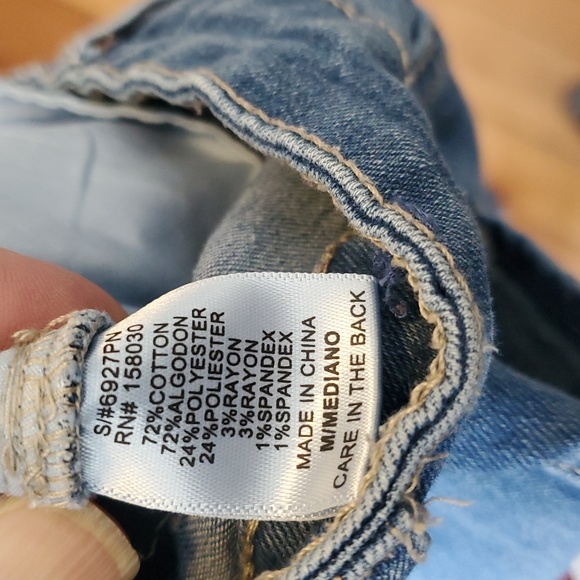 S/#6927PN
RN# 158030
72%COTTON
72%ALGODON
24%POLYESTER
24%POLIESTER
3%RAYON
3%RAYON
1%SPANDEX
1%SPANDEX
MADE IN CHINA
M/MEDIANO
CARE IN THE BACK